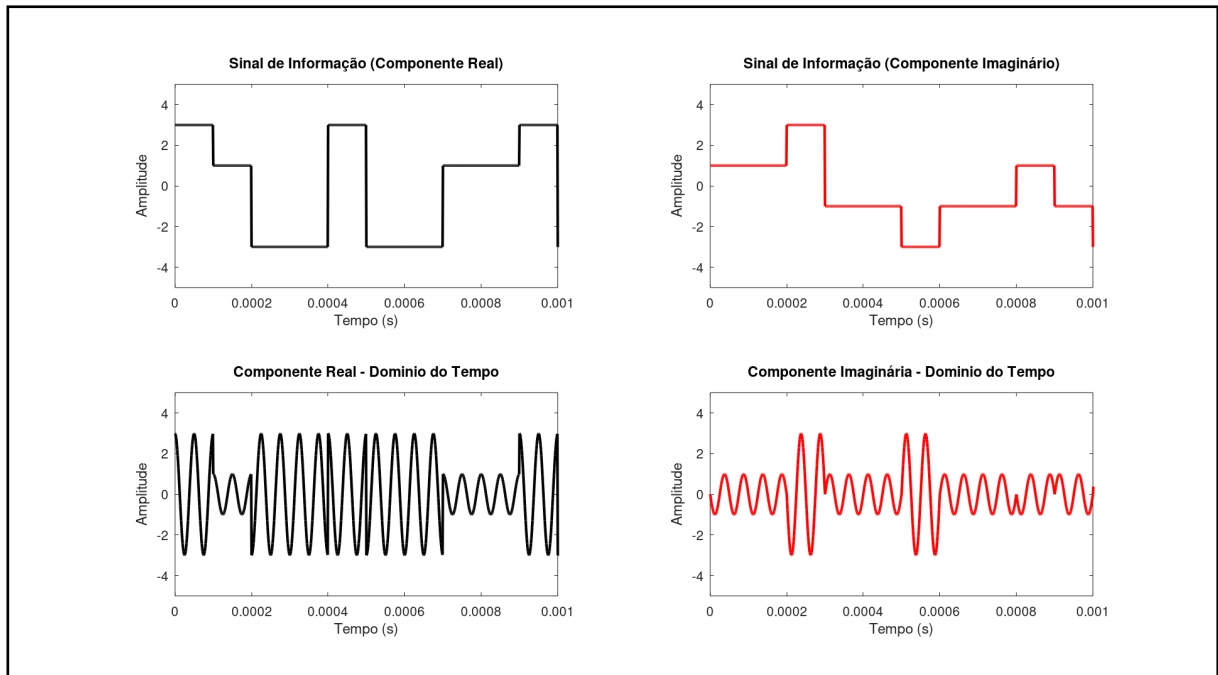 Sinal de Informação (Componente Real)
4
2
0
-2
-4
Amplitude
0 0.0002 0.0004 0.0006 0.0008 0.001
Tempo (s)
Sinal de Informação (Componente Imaginário)
4
2
0
-2
-4
Amplitude
0 0.0002 0.0004 0.0006 0.0008 0.001
Tempo (s)
Componente Real - Dominio do Tempo
4
2
0
-2
-4
Amplitude
0 0.0002 0.0004 0.0006 0.0008 0.001
Tempo (s)
Componente Imaginária - Dominio do Tempo
4
2
0
-2
-4
Amplitude
0 0.0002 0.0004 0.0006 0.0008 0.001
Tempo (s)